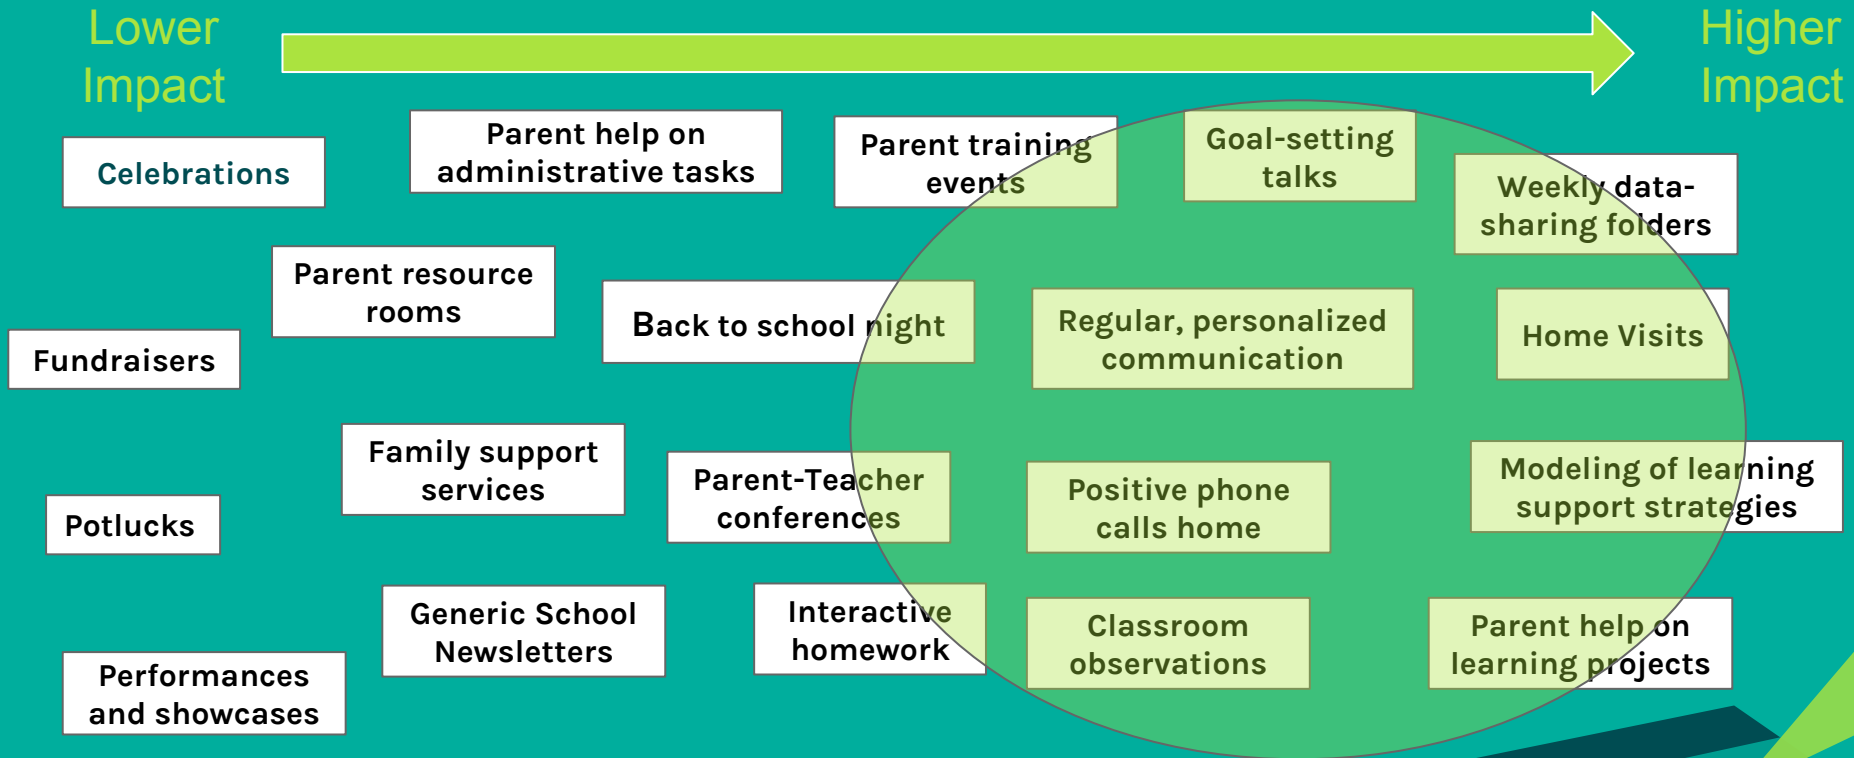 Lower
Impact
Higher
Impact
Celebrations
Parent help on
administrative tasks
Parent training
events
Goal-setting
talks
Weekly data-
sharing folders
Parent resource
rooms
Back to school night
Regular, personalized
communication
Home Visits
Fundraisers
Family support
services
Parent-Teacher
conferences
Positive phone
calls home
Modeling of learning
support strategies
Potlucks
Generic School
Newsletters
Interactive
homework
Classroom
observations
Parent help on
learning projects
Performances
and showcases